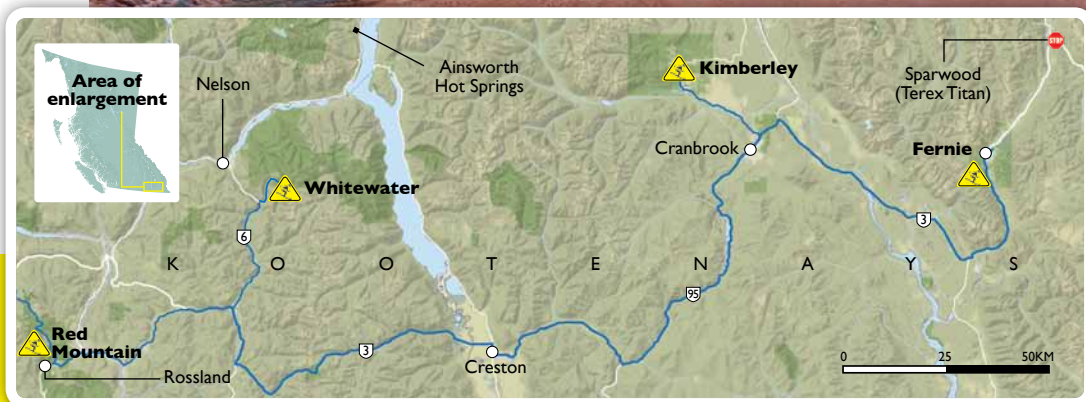 Area of
enlargement
Nelson
Ainsworth
Hot Springs
Kimberley
STOP
Sparwood
(Terex Titan)
Cranbrook
Fernie
Whitewater
6
3
K O O T E N A Y S
95
Red
Mountain
3
Creston
Rossland
0 25 50KM